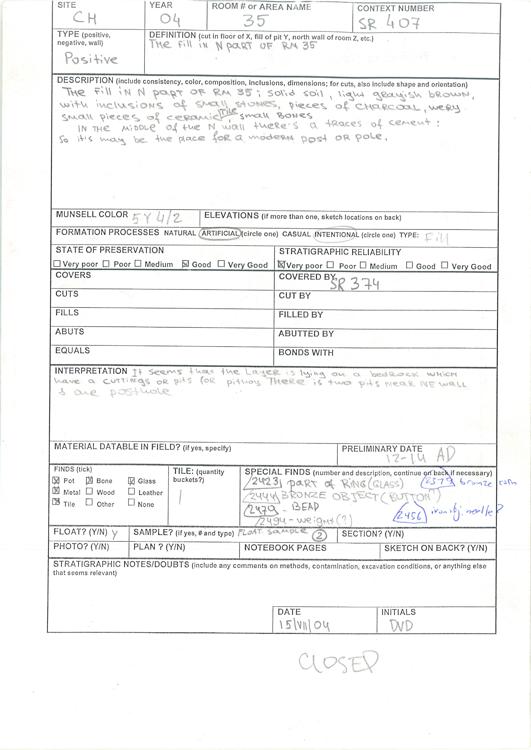 SITE CH YEAR 04 ROOM # or AREA NAME 35 CONTEXT NUMBER SR 407
TYPE (positive, negative, wall) Positive
DEFINITION (cut in floor of X, fill of pit Y, north wall of room Z, etc.)
The fill in N part of RM 35
DESCRIPTION (include consistency, color, composition, inclusions, dimensions; for cuts, also include shape and orientation)
The fill in N part of RM 35; solid soil, light grayish brown,
with inclusions of small stones, pieces of charcoal, wery
small pieces of ceramic, tile, small bones
In the middle of the N wall there's a traces of cement:
So it's may be the place for a modern post or pole.
MUNSELL COLOR 5Y 4/2 ELEVATIONS (if more than one, sketch locations on back)
FORMATION PROCESSES NATURAL ARTIFICIAL (circle one) CASUAL INTENTIONAL (circle one) TYPE: Fill
STATE OF PRESERVATION STRATIGRAPHIC RELIABILITY
Very poor Poor Medium Good Very Good Very poor Poor Medium Good Very Good
COVERS COVERED BY SR 374
CUTS CUT BY
FILLS FILLED BY
ABUTS ABUTTED BY
EQUALS BONDS WITH
INTERPRETATION It seems that the layer is lying on a bedrock which
have a cuttings or pits for pithoy. There is two pits near NE wall
& one posthole
MATERIAL DATABLE IN FIELD? (if yes, specify) PRELIMINARY DATE
12-14 AD
FINDS (tick) TILE: (quantity buckets?) 1 SPECIAL FINDS (number and description, continue on back if necessary)
Pot Bone Glass
Metal Wood Leather
Tile Other None
2423 part of RING (GLASS)
2579 bronze coin
2444 BRONZE OBJECT (BUTTON?)
2479 - BEAD
2494 - weight (?)
2456 needle?
FLOAT? (Y/N) Y SAMPLE? (if yes, # and type) Float sample 2 SECTION? (Y/N)
PHOTO? (Y/N) PLAN ? (Y/N) NOTEBOOK PAGES SKETCH ON BACK? (Y/N)
STRATIGRAPHIC NOTES/DOUBTS (include any comments on methods, contamination, excavation conditions, or anything else
that seems relevant)
DATE 15/VII/04 INITIALS DVD
CLOSED